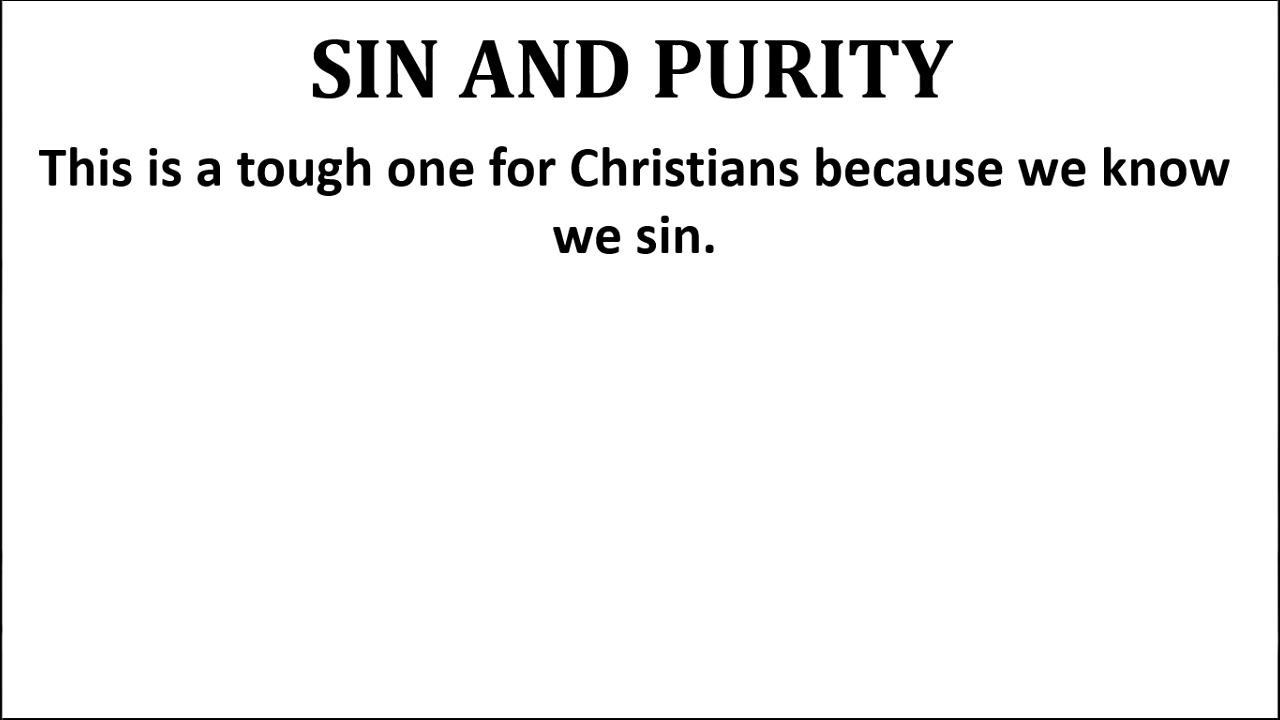 SIN AND PURITY
This is a tough one for Christians because we know
we sin.